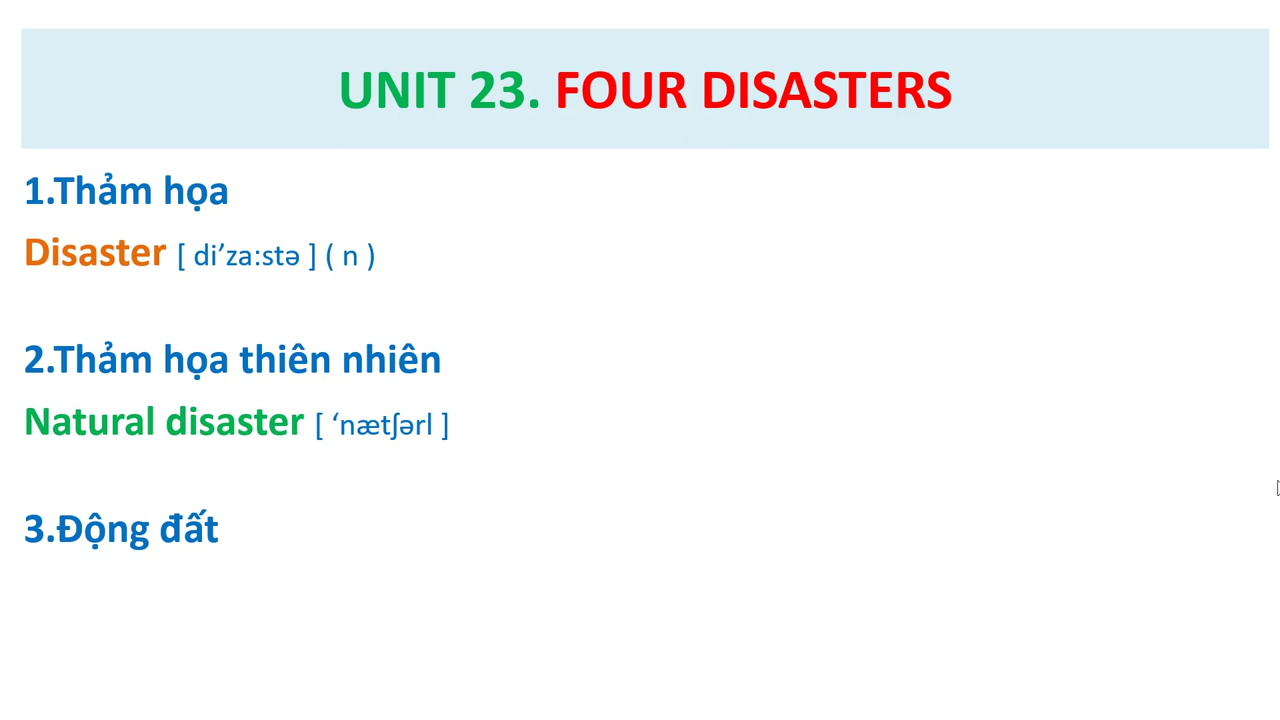 UNIT 23. FOUR DISASTERS
1.Thảm họa
Disaster [ di’za:stə ] ( n )
2.Thảm họa thiên nhiên
Natural disaster [ ‘nætʃərl ]
3.Động đất